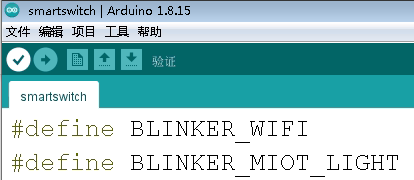 smartswitch | Arduino 1.8.15
文件 编辑 项目 工具 帮助
验证
smartswitch
#define BLINKER_WIFI
#define BLINKER_MIOT_LIGHT